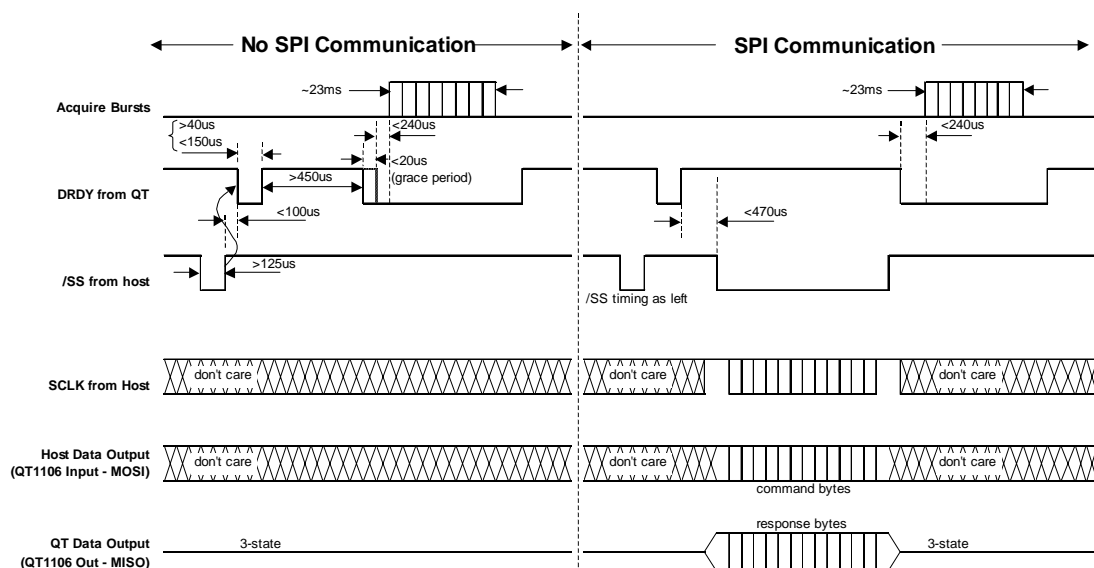 No SPI Communication
SPI Communication
~23ms
~23ms
Acquire Bursts
>40us
<150us
<240us
<20us
(grace period)
<240us
DRDY from QT
>450us
<100us
<470us
/SS from host
>125us
/SS timing as left
SCLK from Host
don't care
don't care
don't care
Host Data Output
(QT1106 Input - MOSI)
don't care
don't care
don't care
command bytes
response bytes
QT Data Output
(QT1106 Out - MISO)
3-state
3-state